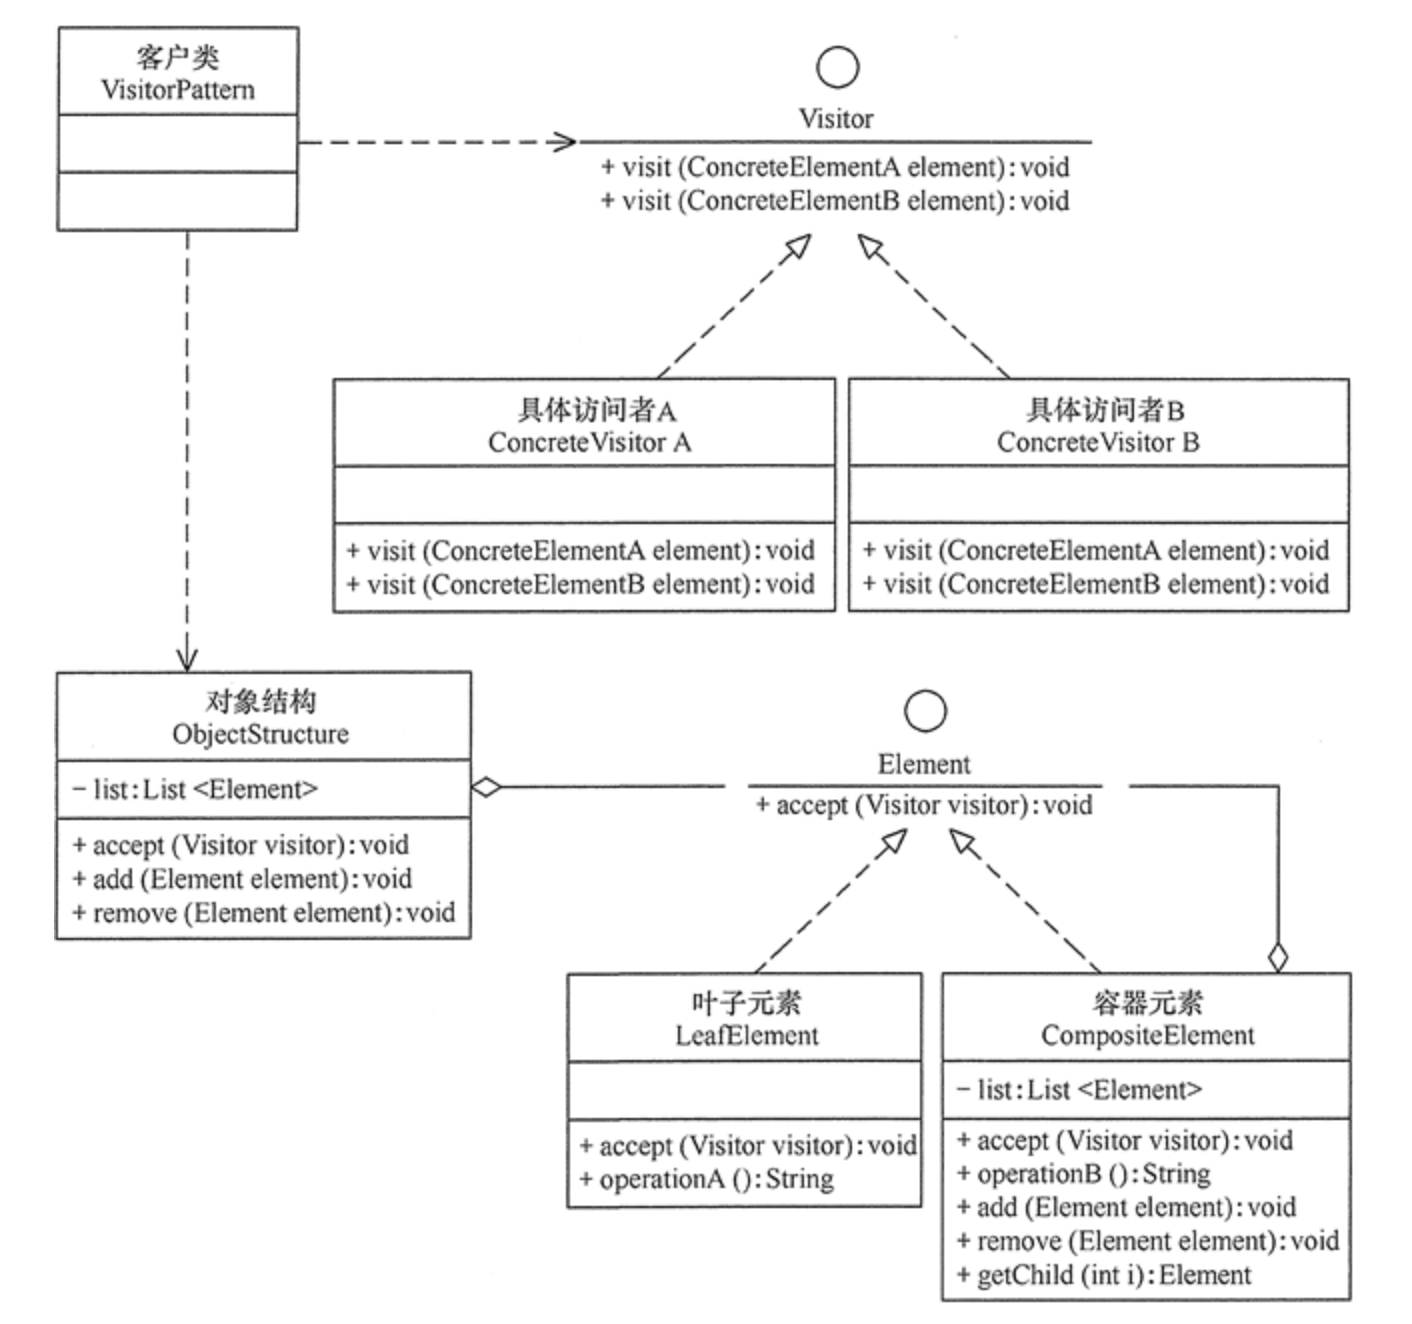 客户类
VisitorPattern
Visitor
+ visit (ConcreteElementA element):void
+ visit (ConcreteElementB element):void
具体访问者A
ConcreteVisitor A
+ visit (ConcreteElementA element):void
+ visit (ConcreteElementB element):void
具体访问者B
ConcreteVisitor B
+ visit (ConcreteElementA element):void
+ visit (ConcreteElementB element):void
对象结构
ObjectStructure
- list:List <Element>
+ accept (Visitor visitor):void
+ add (Element element):void
+ remove (Element element):void
Element
+ accept (Visitor visitor):void
叶子元素
LeafElement
+ accept (Visitor visitor):void
+ operationA ():String
容器元素
CompositeElement
- list:List <Element>
+ accept (Visitor visitor):void
+ operationB ():String
+ add (Element element):void
+ remove (Element element):void
+ getChild (int i):Element